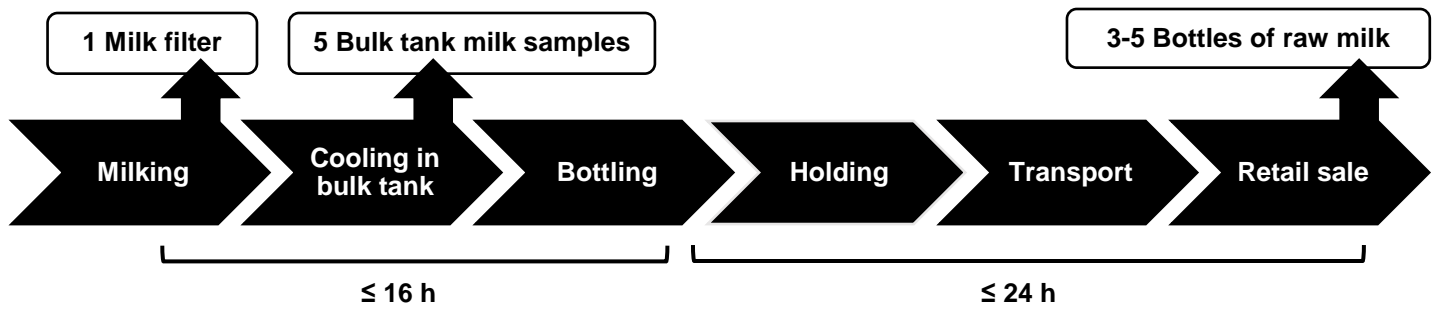 1 Milk filter
5 Bulk tank milk samples
3-5 Bottles of raw milk
Milking
Cooling in
bulk tank
Bottling
Holding
Transport
Retail sale
≤ 16 h
≤ 24 h